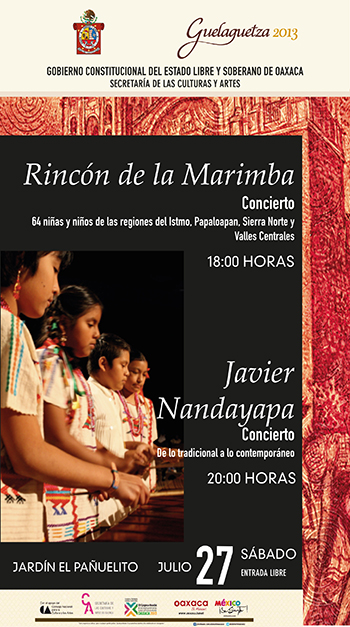 Guelaguetza 2013
GOBIERNO CONSTITUCIONAL DEL ESTADO LIBRE Y SOBERANO DE OAXACA
SECRETARÍA DE LAS CULTURAS Y ARTES
Rincón de la Marimba
Concierto
64 niñas y niños de las regiones del Istmo, Papaloapan, Sierra Norte y
Valles Centrales
18:00 HORAS
Javier
Nandayapa
Concierto
De lo tradicional a lo contemporáneo
20:00 HORAS
JARDÍN EL PAÑUELITO JULIO 27 SÁBADO
ENTRADA LIBRE
CA
oaxaca
MÉXICO